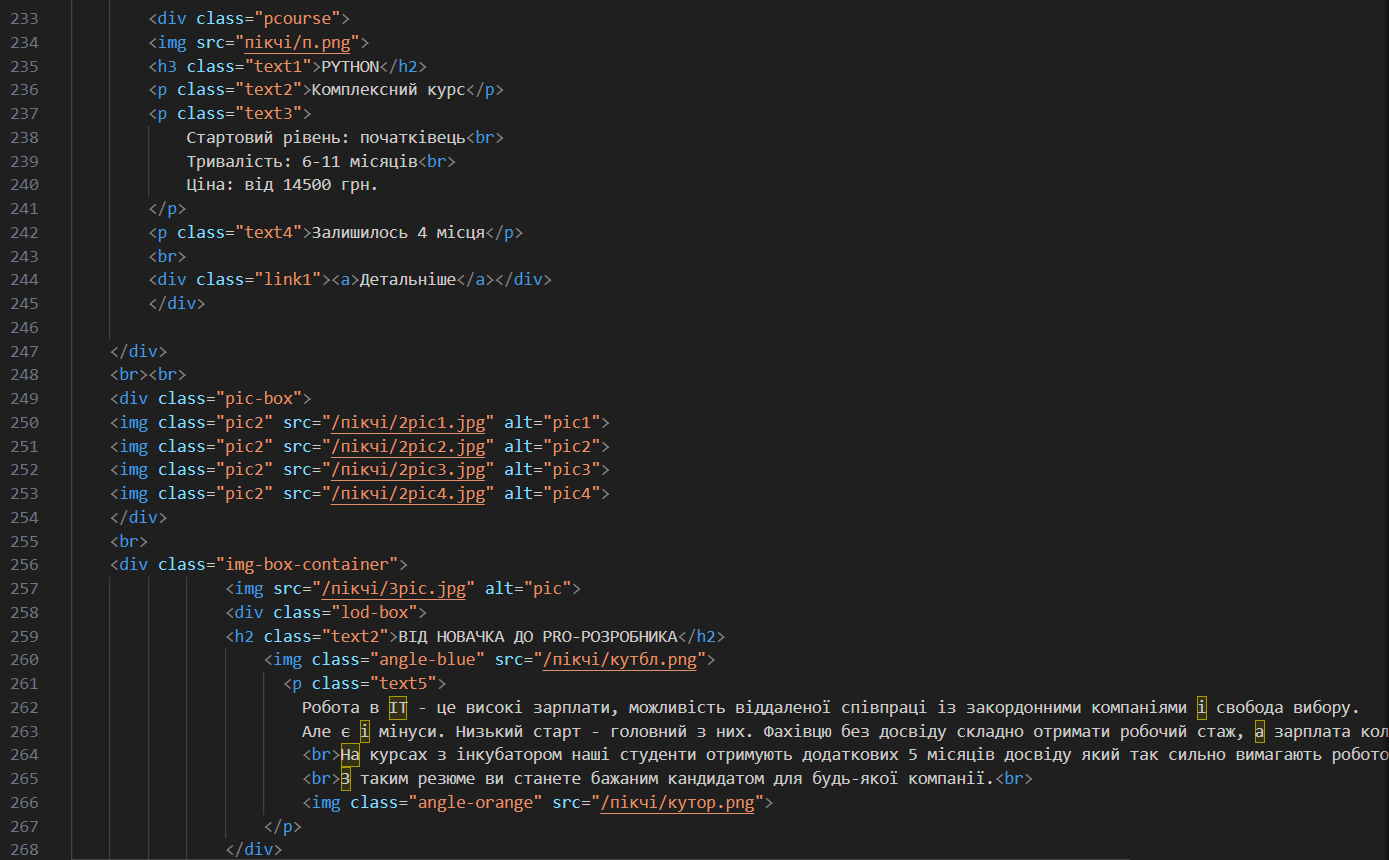 233 <div class="pcourse">
234 <img src="пікчі/п.png">
235 <h3 class="text1">PYTHON</h2>
236 <p class="text2">Комплексний курс</p>
237 <p class="text3">
238 Стартовий рівень: початківець<br>
239 Тривалість: 6-11 місяців<br>
240 Ціна: від 14500 грн.
241 </p>
242 <p class="text4">Залишилось 4 місця</p>
243 <br>
244 <div class="link1"><a>Детальніше</a></div>
245 </div>
246
247 </div>
248 <br><br>
249 <div class="pic-box">
250 <img class="pic2" src="/пікчі/2pic1.jpg" alt="pic1">
251 <img class="pic2" src="/пікчі/2pic2.jpg" alt="pic2">
252 <img class="pic2" src="/пікчі/2pic3.jpg" alt="pic3">
253 <img class="pic2" src="/пікчі/2pic4.jpg" alt="pic4">
254 </div>
255 <br>
256 <div class="img-box-container">
257 <img src="/пікчі/3pic.jpg" alt="pic">
258 <div class="lod-box">
259 <h2 class="text2">ВІД НОВАЧКА ДО PRO-РОЗРОБНИКА</h2>
260 <img class="angle-blue" src="/пікчі/кутбл.png">
261 <p class="text5">
262 Робота в ІТ - це високі зарплати, можливість віддаленої співпраці із закордонними компаніями і свобода вибору.
263 Але є і мінуси. Низький старт - головний з них. Фахівцю без досвіду складно отримати робочий стаж, а зарплата кол
264 <br>На курсах з інкубатором наші студенти отримують додаткових 5 місяців досвіду який так сильно вимагають робото
265 <br>З таким резюме ви станете бажаним кандидатом для будь-якої компанії.<br>
266 <img class="angle-orange" src="/пікчі/кутор.png">
267 </p>
268 </div>